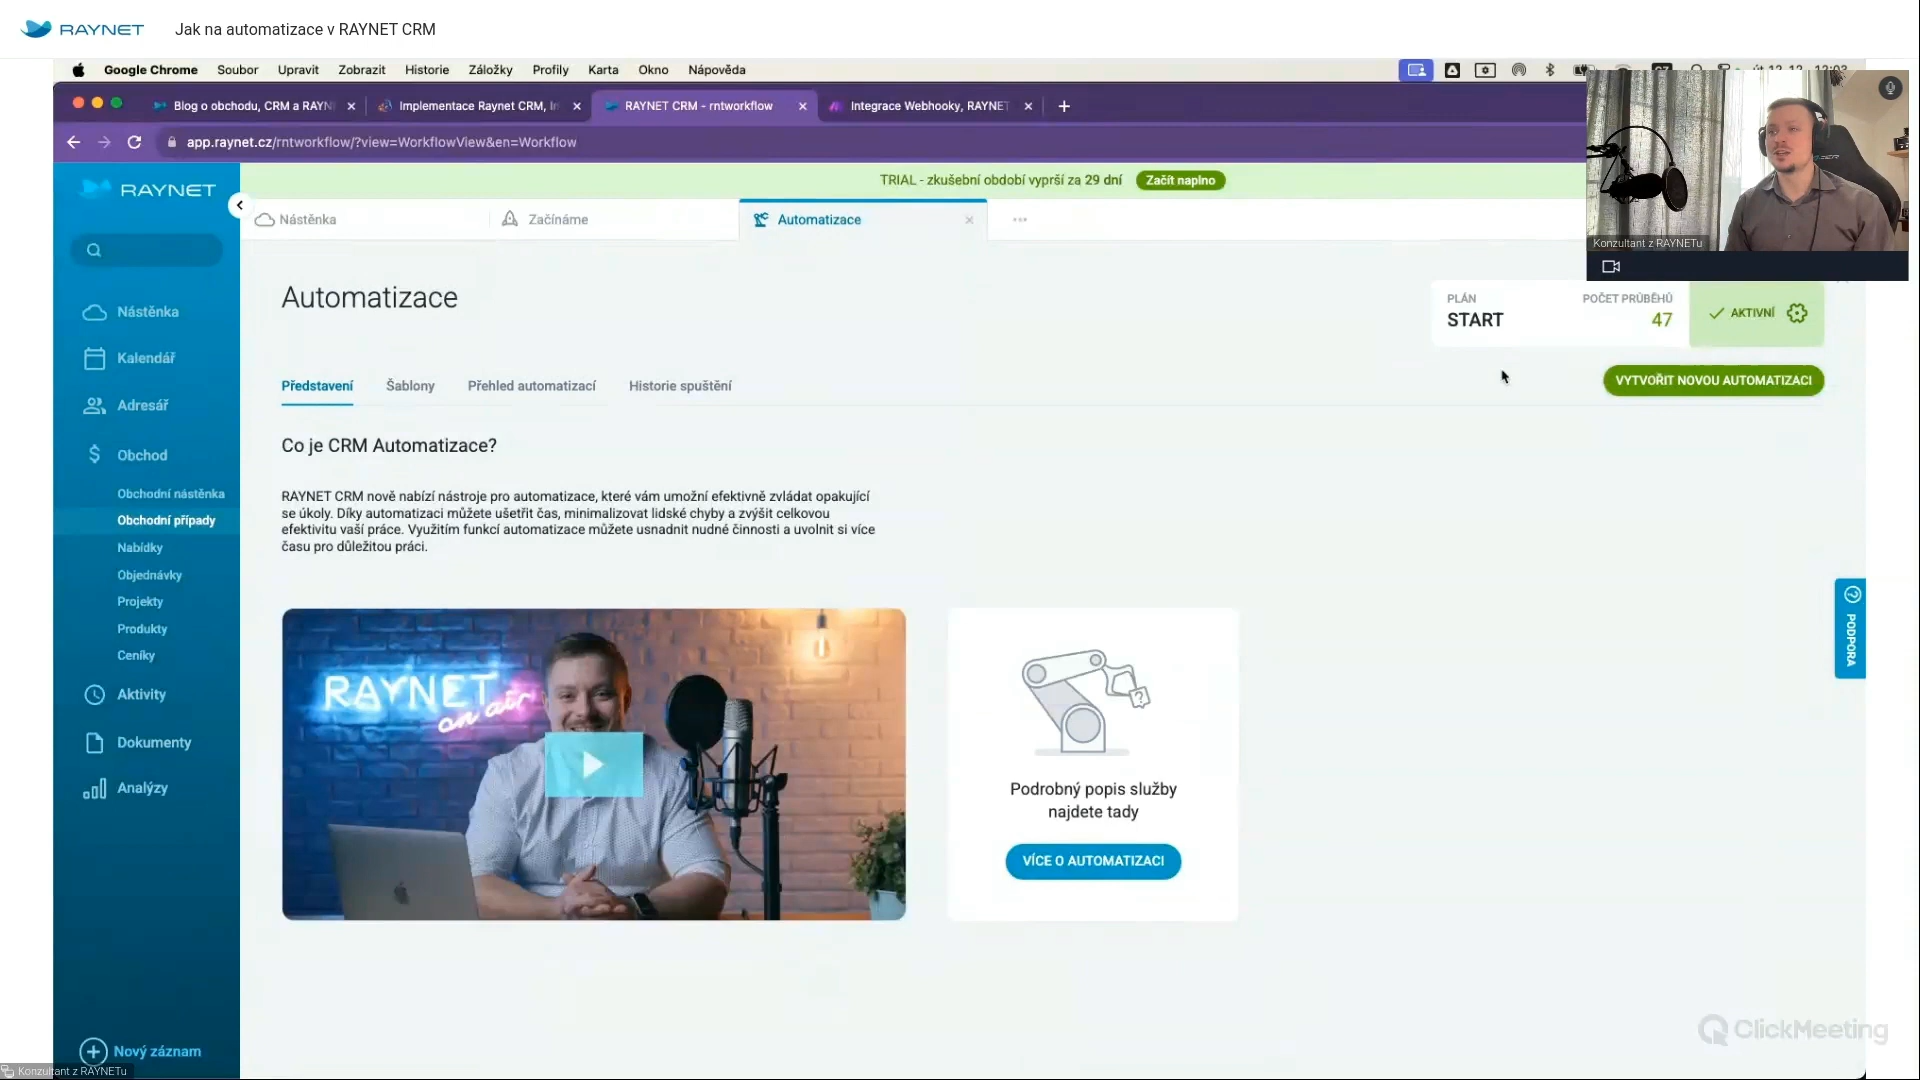 RAYNET
Jak na automatizace v RAYNET CRM
Google Chrome Soubor Upravit Zobrazit Historie Záložky Profily Karta Okno Nápověda
Blog o obchodu, CRM a RAYN
Implementace Raynet CRM, I
RAYNET CRM - rntworkflow
Integrace Webhooky, RAYNET
app.raynet.cz/rntworkflow/?view=WorkflowView&en=Workflow
Konzultant z RAYNETu
RAYNET
TRIAL - zkušební období vyprší za 29 dní
Začít naplno
Nástěnka
Začínáme
Automatizace
Nástěnka
Kalendář
Adresář
Obchod
Obchodní nástěnka
Obchodní případy
Nabídky
Objednávky
Projekty
Produkty
Ceníky
Aktivity
Dokumenty
Analýzy
Nový záznam
Automatizace
PLÁN
START
POČET PRŮBĚHŮ
47
AKTIVNÍ
Představení
Šablony
Přehled automatizací
Historie spuštění
VYTVOŘIT NOVOU AUTOMATIZACI
Co je CRM Automatizace?
RAYNET CRM nově nabízí nástroje pro automatizace, které vám umožní efektivně zvládat opakující
se úkoly. Díky automatizaci můžete ušetřit čas, minimalizovat lidské chyby a zvýšit celkovou
efektivitu vaší práce. Využitím funkcí automatizace můžete usnadnit nudné činnosti a uvolnit si více
času pro důležitou práci.
RAYNET
on air
Podrobný popis služby
najdete tady
VÍCE O AUTOMATIZACI
PODPORA
ClickMeeting
Konzultant z RAYNETu